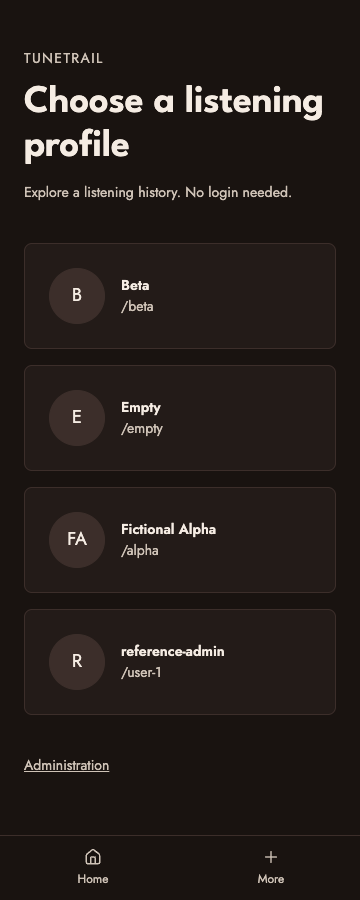 TUNETRAIL
Choose a listening
profile
Explore a listening history. No login needed.
B
Beta
/beta
E
Empty
/empty
FA
Fictional Alpha
/alpha
R
reference-admin
/user-1
Administration
Home
More